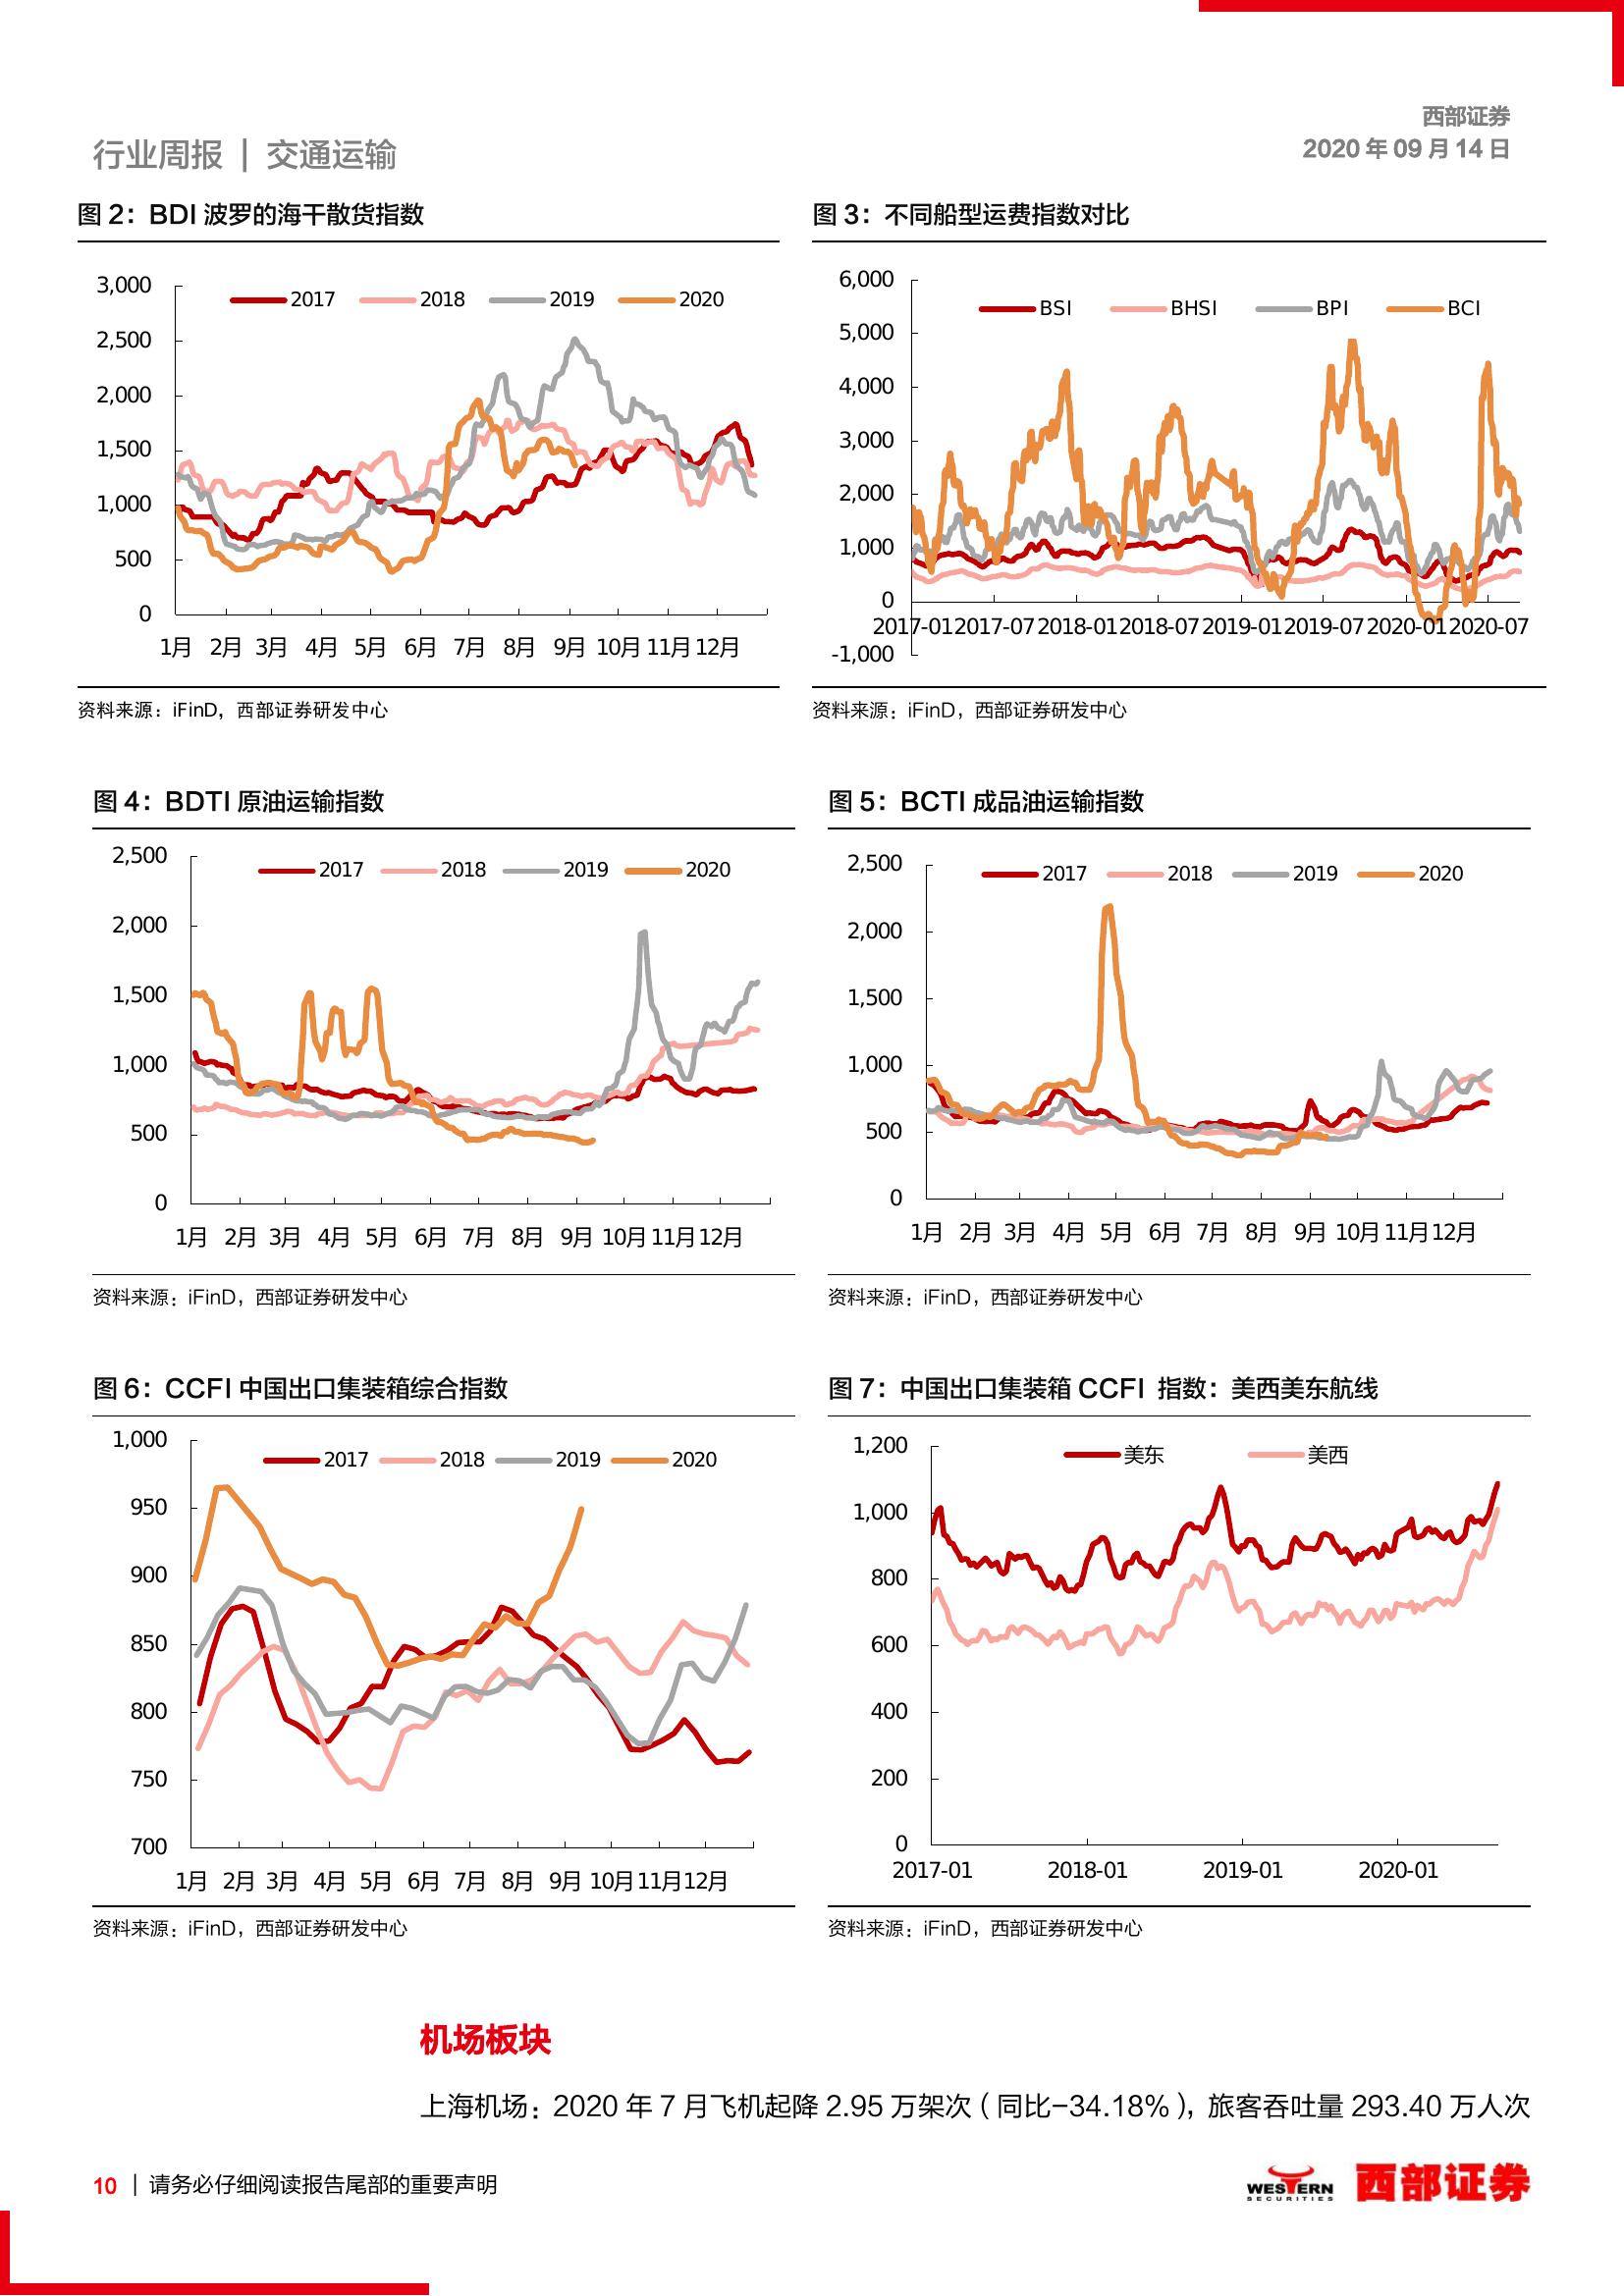 西部证券
行业周报 | 交通运输
2020 年 09 月 14 日
图 2：BDI 波罗的海干散货指数
3,000
2,500
2,000
1,500
1,000
500
0
2017 2018 2019 2020
1月 2月 3月 4月 5月 6月 7月 8月 9月 10月 11月 12月
资料来源：iFinD，西部证券研发中心
图 3：不同船型运费指数对比
6,000
5,000
4,000
3,000
2,000
1,000
0
-1,000
BSI BHSI BPI BCI
2017-01 2017-07 2018-01 2018-07 2019-01 2019-07 2020-01 2020-07
资料来源：iFinD，西部证券研发中心
图 4：BDTI 原油运输指数
2,500
2,000
1,500
1,000
500
0
2017 2018 2019 2020
1月 2月 3月 4月 5月 6月 7月 8月 9月 10月 11月 12月
资料来源：iFinD，西部证券研发中心
图 5：BCTI 成品油运输指数
2,500
2,000
1,500
1,000
500
0
2017 2018 2019 2020
1月 2月 3月 4月 5月 6月 7月 8月 9月 10月 11月 12月
资料来源：iFinD，西部证券研发中心
图 6：CCFI 中国出口集装箱综合指数
1,000
950
900
850
800
750
700
2017 2018 2019 2020
1月 2月 3月 4月 5月 6月 7月 8月 9月 10月 11月 12月
资料来源：iFinD，西部证券研发中心
图 7：中国出口集装箱 CCFI 指数：美西美东航线
1,200
1,000
800
600
400
200
0
美东 美西
2017-01 2018-01 2019-01 2020-01
资料来源：iFinD，西部证券研发中心
机场板块
上海机场：2020 年 7 月飞机起降 2.95 万架次（同比-34.18%），旅客吞吐量 293.40 万人次
10 | 请务必仔细阅读报告尾部的重要声明
WESTERN
SECURITIES
西部证券